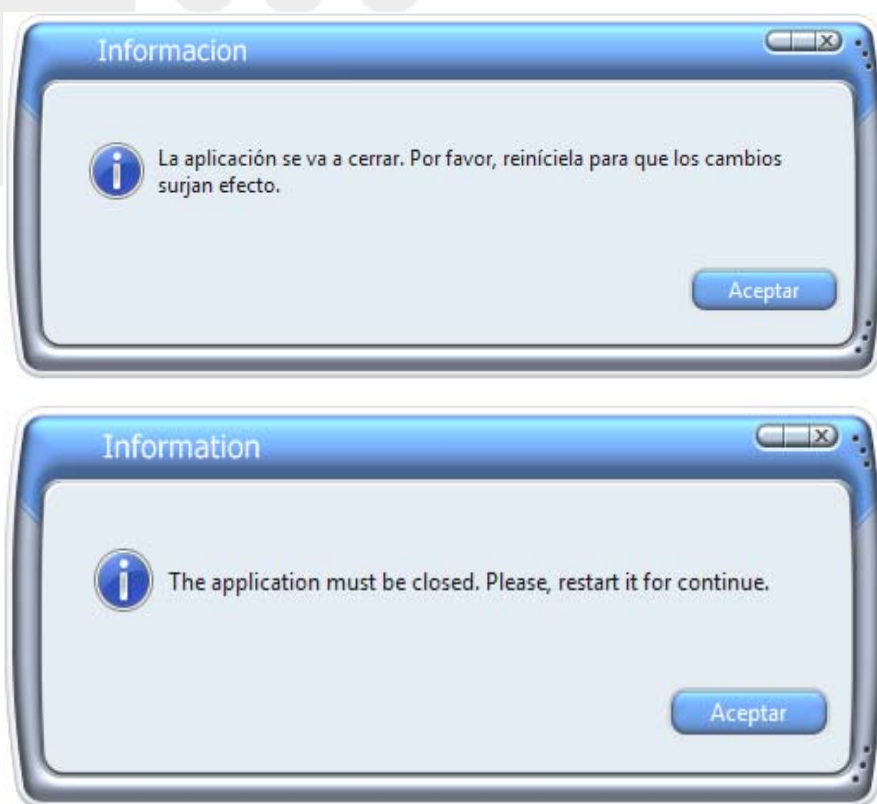 Informacion
La aplicación se va a cerrar. Por favor, reiníciela para que los cambios
surjan efecto.
Aceptar
Information
The application must be closed. Please, restart it for continue.
Aceptar